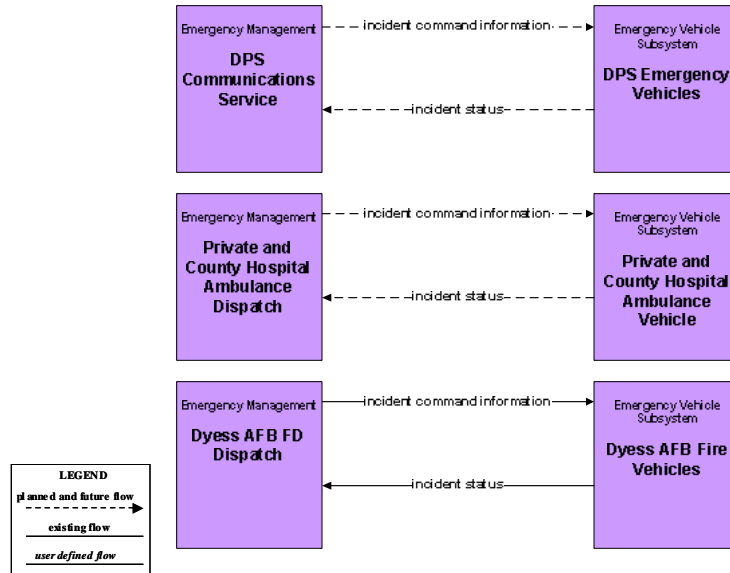 Emergency Management
DPS
Communications
Service
incident command information
incident status
Emergency Vehicle
Subsystem
DPS Emergency
Vehicles
Emergency Management
Private and
County Hospital
Ambulance
Dispatch
incident command information
incident status
Emergency Vehicle
Subsystem
Private and
County Hospital
Ambulance
Vehicle
Emergency Management
Dyess AFB FD
Dispatch
incident command information
incident status
Emergency Vehicle
Subsystem
Dyess AFB Fire
Vehicles
LEGEND
planned and future flow
existing flow
user defined flow